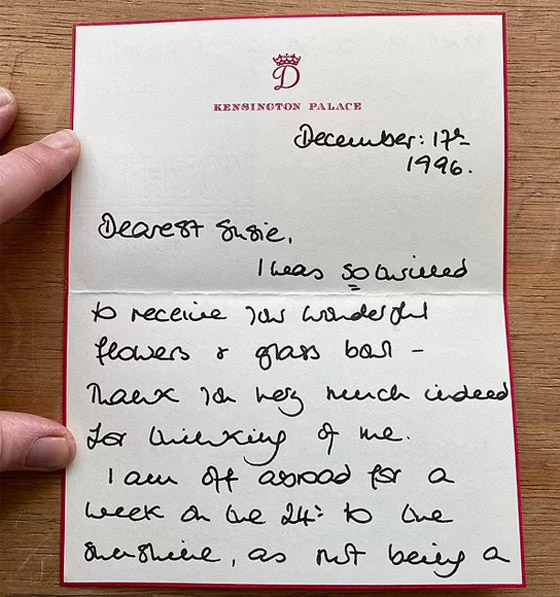 D
KENSINGTON PALACE
December: 17th
1996.
Dearest Susie,
I was so thrilled
to receive your wonderful
flowers & glass bowl -
Thank you very much indeed
for thinking of me.
I am off abroad for a
week on the 24th to the
sunshine, as not being a